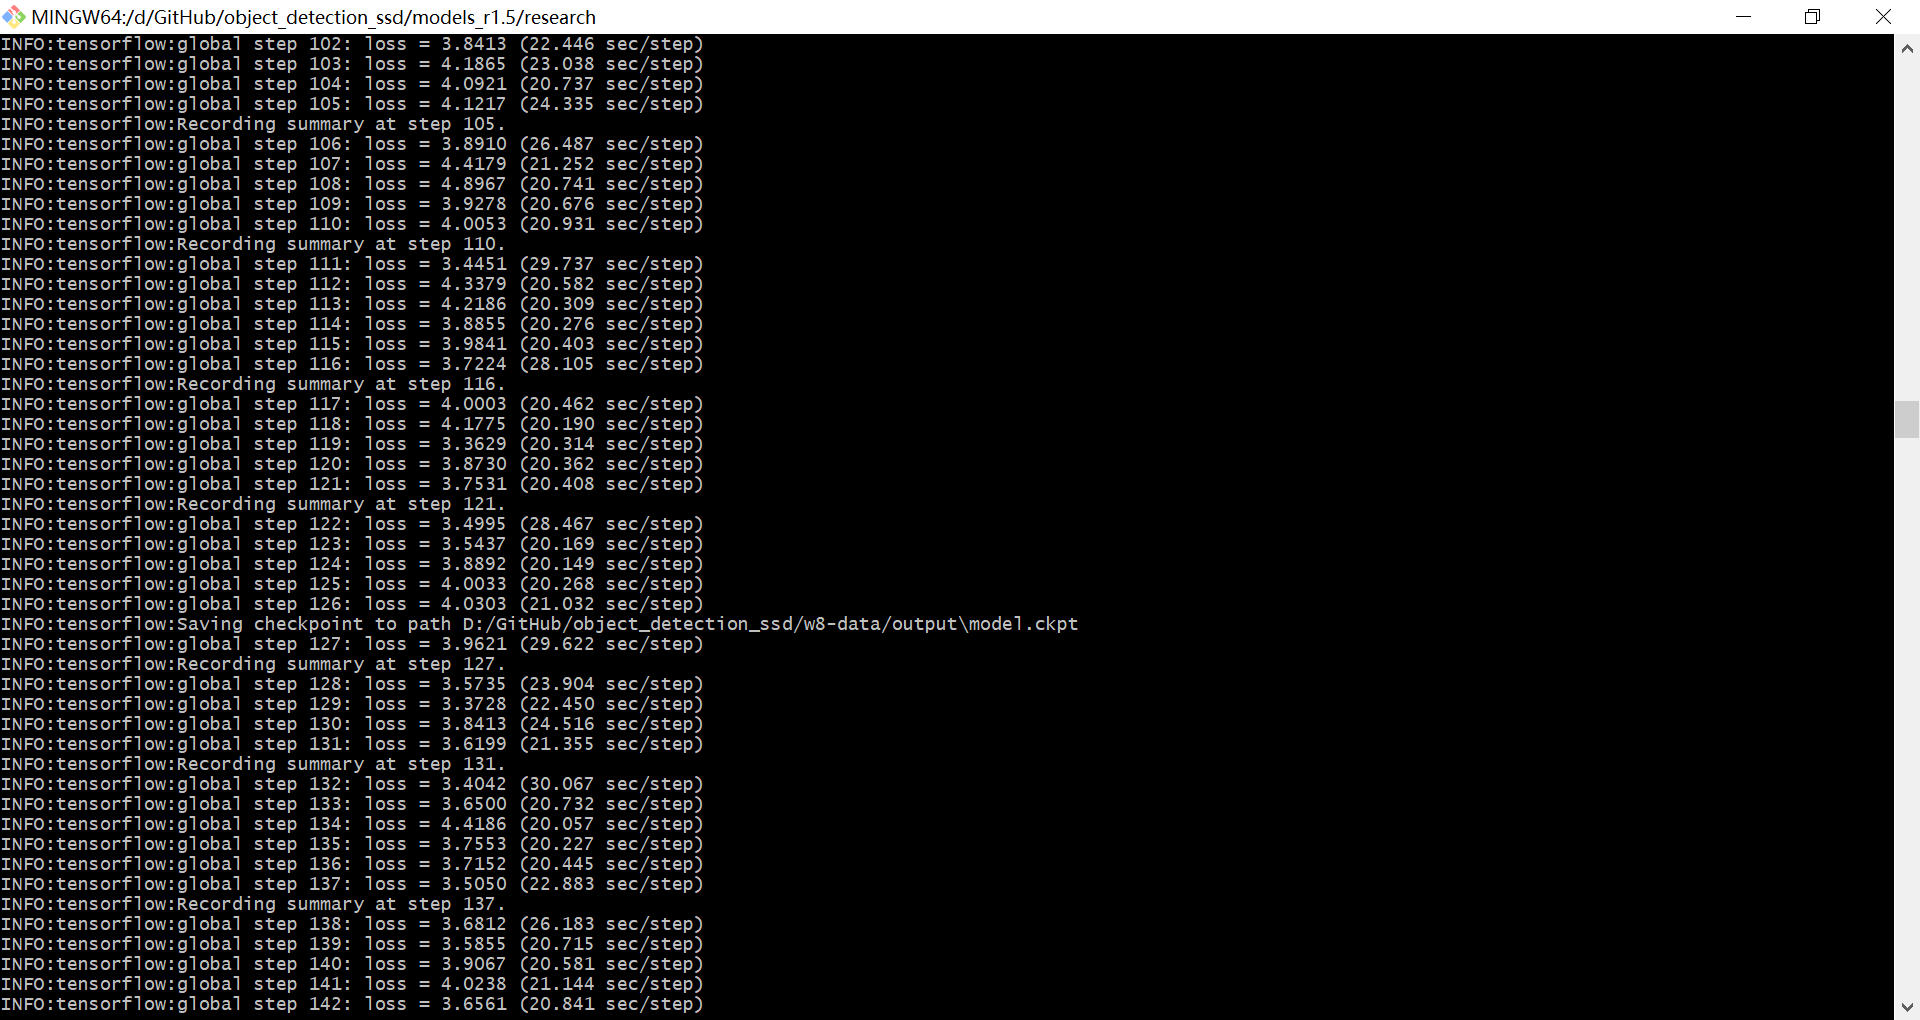 MINGW64:/d/GitHub/object_detection_ssd/models_r1.5/research
INFO:tensorflow:global step 102: loss = 3.8413 (22.446 sec/step)
INFO:tensorflow:global step 103: loss = 4.1865 (23.038 sec/step)
INFO:tensorflow:global step 104: loss = 4.0921 (20.737 sec/step)
INFO:tensorflow:global step 105: loss = 4.1217 (24.335 sec/step)
INFO:tensorflow:Recording summary at step 105.
INFO:tensorflow:global step 106: loss = 3.8910 (26.487 sec/step)
INFO:tensorflow:global step 107: loss = 4.4179 (21.252 sec/step)
INFO:tensorflow:global step 108: loss = 4.8967 (20.741 sec/step)
INFO:tensorflow:global step 109: loss = 3.9278 (20.676 sec/step)
INFO:tensorflow:global step 110: loss = 4.0053 (20.931 sec/step)
INFO:tensorflow:Recording summary at step 110.
INFO:tensorflow:global step 111: loss = 3.4451 (29.737 sec/step)
INFO:tensorflow:global step 112: loss = 4.3379 (20.582 sec/step)
INFO:tensorflow:global step 113: loss = 4.2186 (20.309 sec/step)
INFO:tensorflow:global step 114: loss = 3.8855 (20.276 sec/step)
INFO:tensorflow:global step 115: loss = 3.9841 (20.403 sec/step)
INFO:tensorflow:global step 116: loss = 3.7224 (28.105 sec/step)
INFO:tensorflow:Recording summary at step 116.
INFO:tensorflow:global step 117: loss = 4.0003 (20.462 sec/step)
INFO:tensorflow:global step 118: loss = 4.1775 (20.190 sec/step)
INFO:tensorflow:global step 119: loss = 3.3629 (20.314 sec/step)
INFO:tensorflow:global step 120: loss = 3.8730 (20.362 sec/step)
INFO:tensorflow:global step 121: loss = 3.7531 (20.408 sec/step)
INFO:tensorflow:Recording summary at step 121.
INFO:tensorflow:global step 122: loss = 3.4995 (28.467 sec/step)
INFO:tensorflow:global step 123: loss = 3.5437 (20.169 sec/step)
INFO:tensorflow:global step 124: loss = 3.8892 (20.149 sec/step)
INFO:tensorflow:global step 125: loss = 4.0033 (20.268 sec/step)
INFO:tensorflow:global step 126: loss = 4.0303 (21.032 sec/step)
INFO:tensorflow:Saving checkpoint to path D:/GitHub/object_detection_ssd/w8-data/output\model.ckpt
INFO:tensorflow:global step 127: loss = 3.9621 (29.622 sec/step)
INFO:tensorflow:Recording summary at step 127.
INFO:tensorflow:global step 128: loss = 3.5735 (23.904 sec/step)
INFO:tensorflow:global step 129: loss = 3.3728 (22.450 sec/step)
INFO:tensorflow:global step 130: loss = 3.8413 (24.516 sec/step)
INFO:tensorflow:global step 131: loss = 3.6199 (21.355 sec/step)
INFO:tensorflow:Recording summary at step 131.
INFO:tensorflow:global step 132: loss = 3.4042 (30.067 sec/step)
INFO:tensorflow:global step 133: loss = 3.6500 (20.732 sec/step)
INFO:tensorflow:global step 134: loss = 4.4186 (20.057 sec/step)
INFO:tensorflow:global step 135: loss = 3.7553 (20.227 sec/step)
INFO:tensorflow:global step 136: loss = 3.7152 (20.445 sec/step)
INFO:tensorflow:global step 137: loss = 3.5050 (22.883 sec/step)
INFO:tensorflow:Recording summary at step 137.
INFO:tensorflow:global step 138: loss = 3.6812 (26.183 sec/step)
INFO:tensorflow:global step 139: loss = 3.5855 (20.715 sec/step)
INFO:tensorflow:global step 140: loss = 3.9067 (20.581 sec/step)
INFO:tensorflow:global step 141: loss = 4.0238 (21.144 sec/step)
INFO:tensorflow:global step 142: loss = 3.6561 (20.841 sec/step)